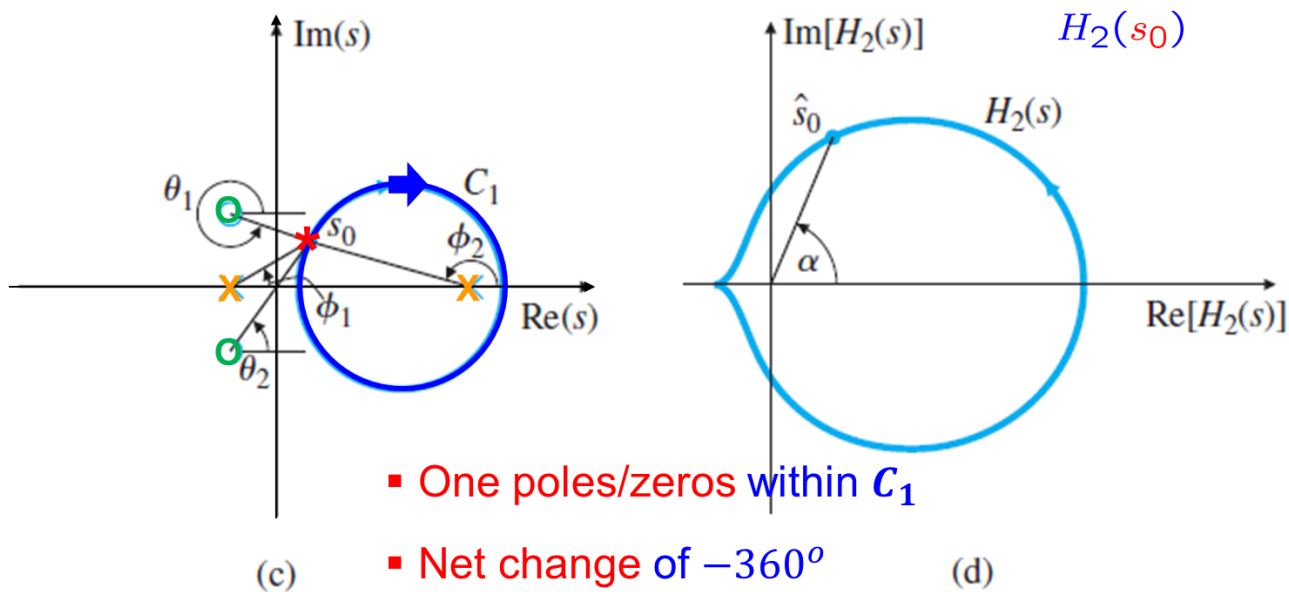 Im(s)
Im[H₂(s)]
H₂(s₀)
ŝ₀
H₂(s)
θ₁
C₁
s₀
ϕ₂
α
ϕ₁
Re(s)
Re[H₂(s)]
θ₂
▪ One poles/zeros within C₁
▪ Net change of −360ᵒ
(c)
(d)